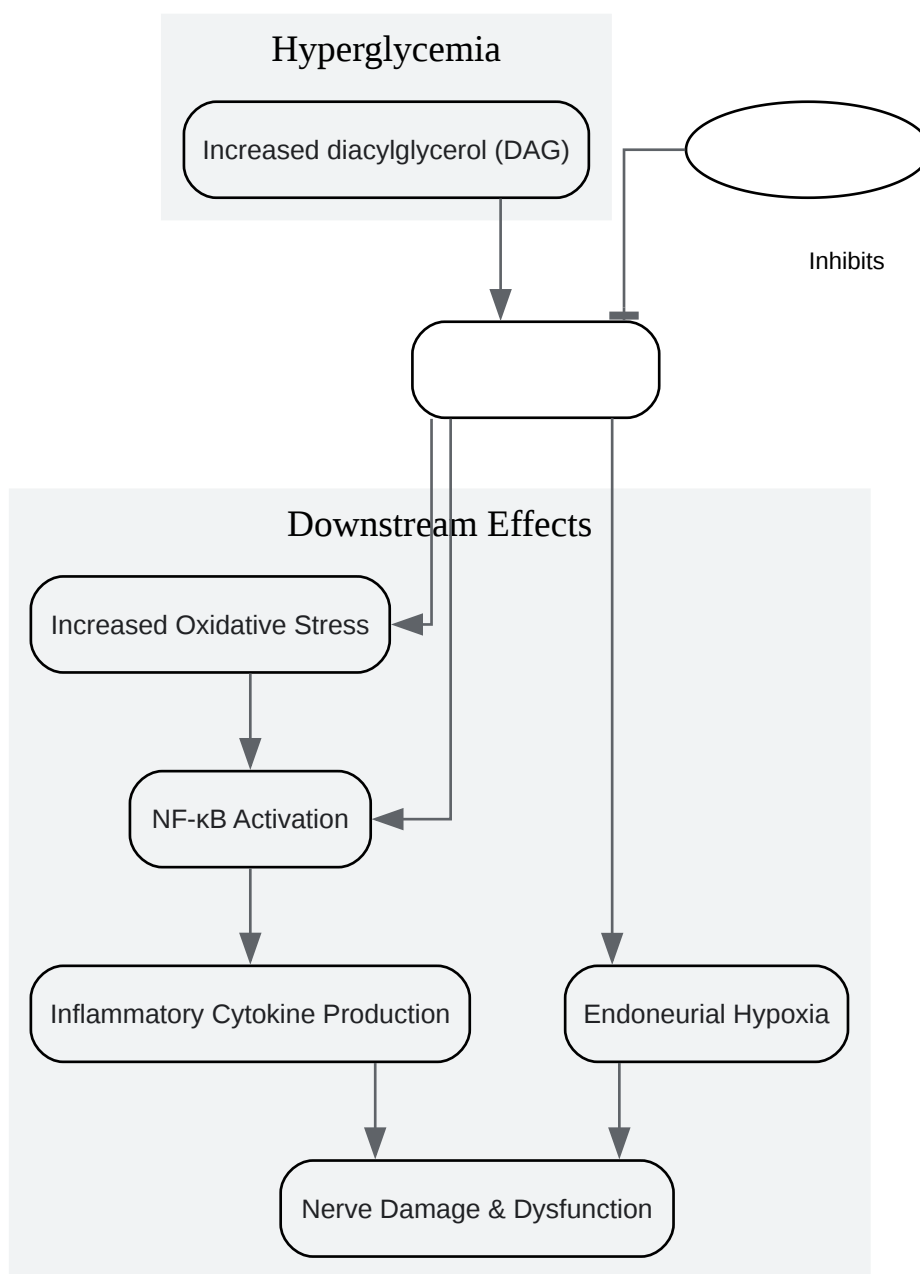 Hyperglycemia
Increased diacylglycerol (DAG)
Inhibits
Downstream Effects
Increased Oxidative Stress
NF-κB Activation
Inflammatory Cytokine Production
Endoneurial Hypoxia
Nerve Damage & Dysfunction